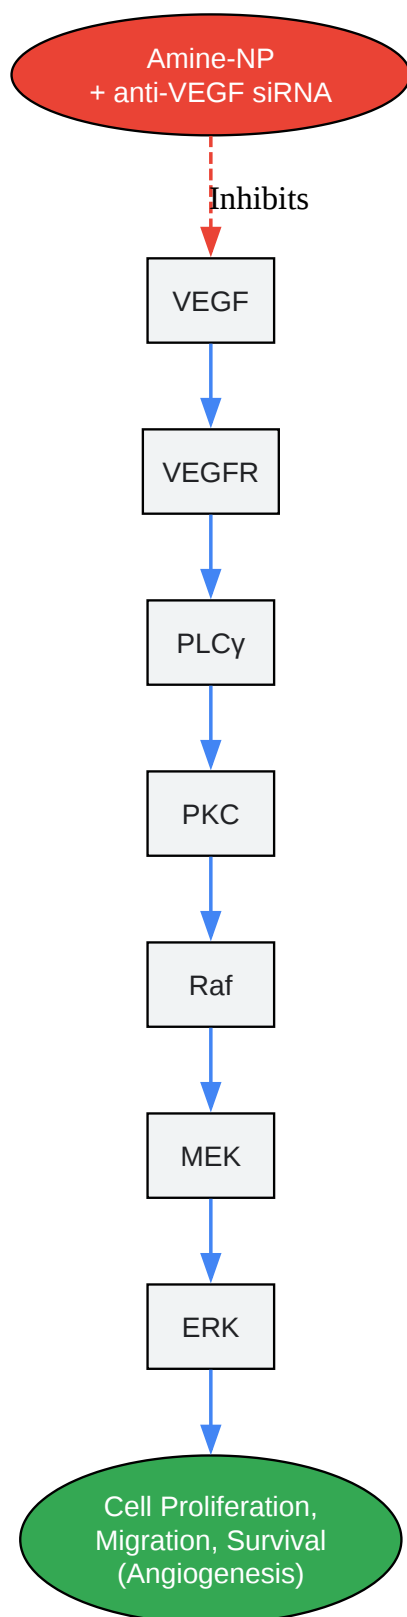 Amine-NP
+ anti-VEGF siRNA
Inhibits
VEGF
VEGFR
PLCγ
PKC
Raf
MEK
ERK
Cell Proliferation,
Migration, Survival
(Angiogenesis)